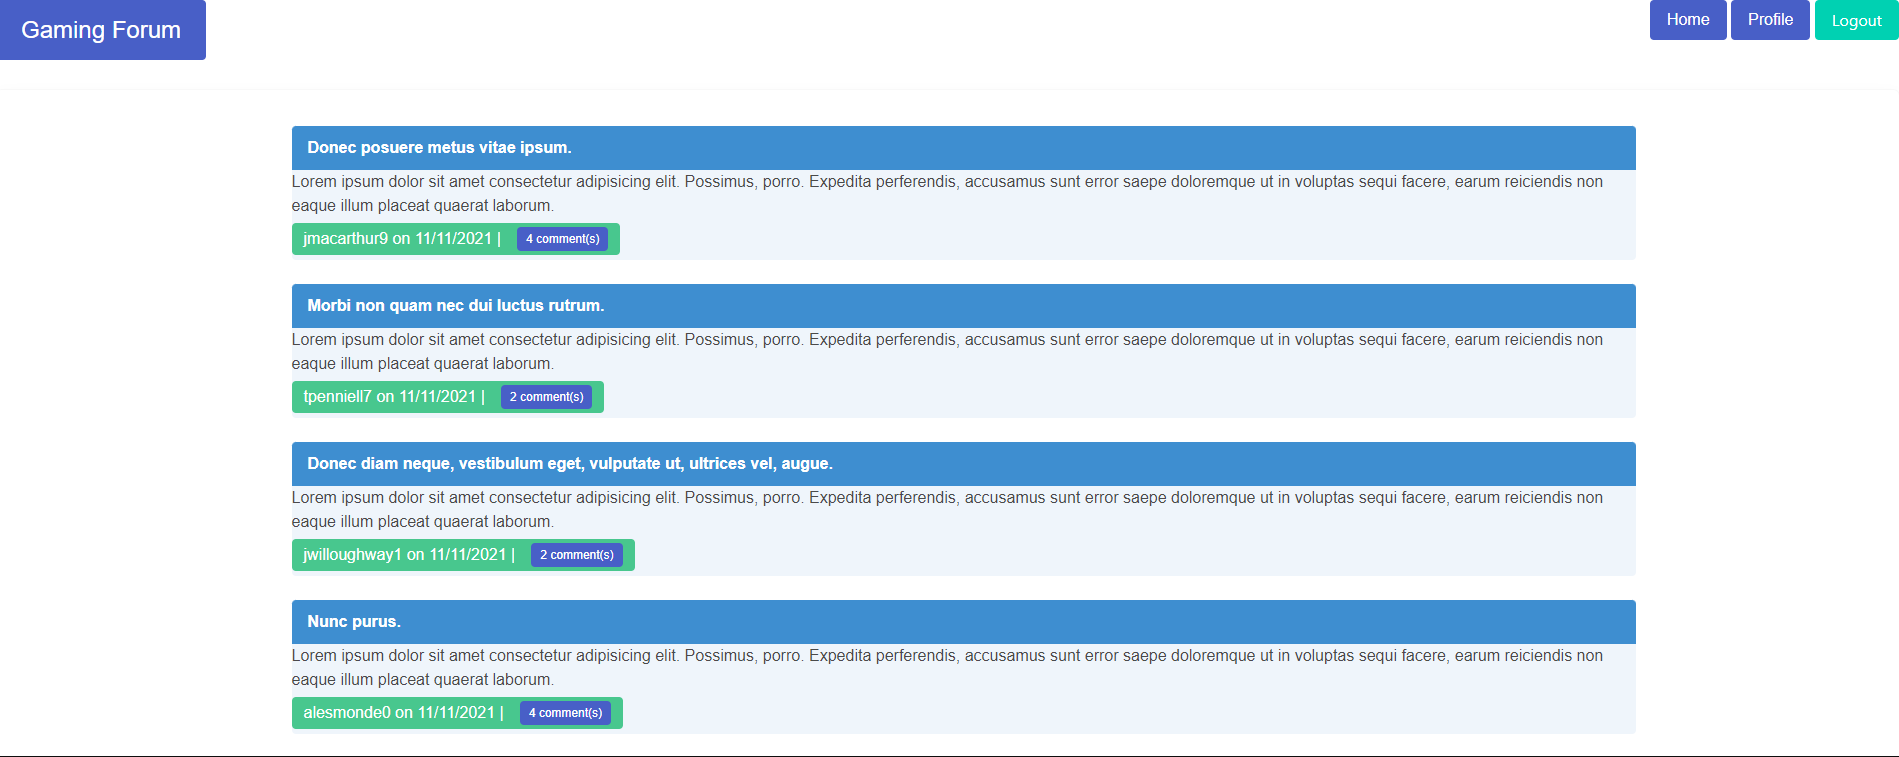 Gaming Forum
Home
Profile
Logout
Donec posuere metus vitae ipsum.
Lorem ipsum dolor sit amet consectetur adipisicing elit. Possimus, porro. Expedita perferendis, accusamus sunt error saepe doloremque ut in voluptas sequi facere, earum reiciendis non
eaque illum placeat quaerat laborum.
jmacarthur9 on 11/11/2021 | 4 comment(s)
Morbi non quam nec dui luctus rutrum.
Lorem ipsum dolor sit amet consectetur adipisicing elit. Possimus, porro. Expedita perferendis, accusamus sunt error saepe doloremque ut in voluptas sequi facere, earum reiciendis non
eaque illum placeat quaerat laborum.
tpenniell7 on 11/11/2021 | 2 comment(s)
Donec diam neque, vestibulum eget, vulputate ut, ultrices vel, augue.
Lorem ipsum dolor sit amet consectetur adipisicing elit. Possimus, porro. Expedita perferendis, accusamus sunt error saepe doloremque ut in voluptas sequi facere, earum reiciendis non
eaque illum placeat quaerat laborum.
jwilloughway1 on 11/11/2021 | 2 comment(s)
Nunc purus.
Lorem ipsum dolor sit amet consectetur adipisicing elit. Possimus, porro. Expedita perferendis, accusamus sunt error saepe doloremque ut in voluptas sequi facere, earum reiciendis non
eaque illum placeat quaerat laborum.
alesmonde0 on 11/11/2021 | 4 comment(s)